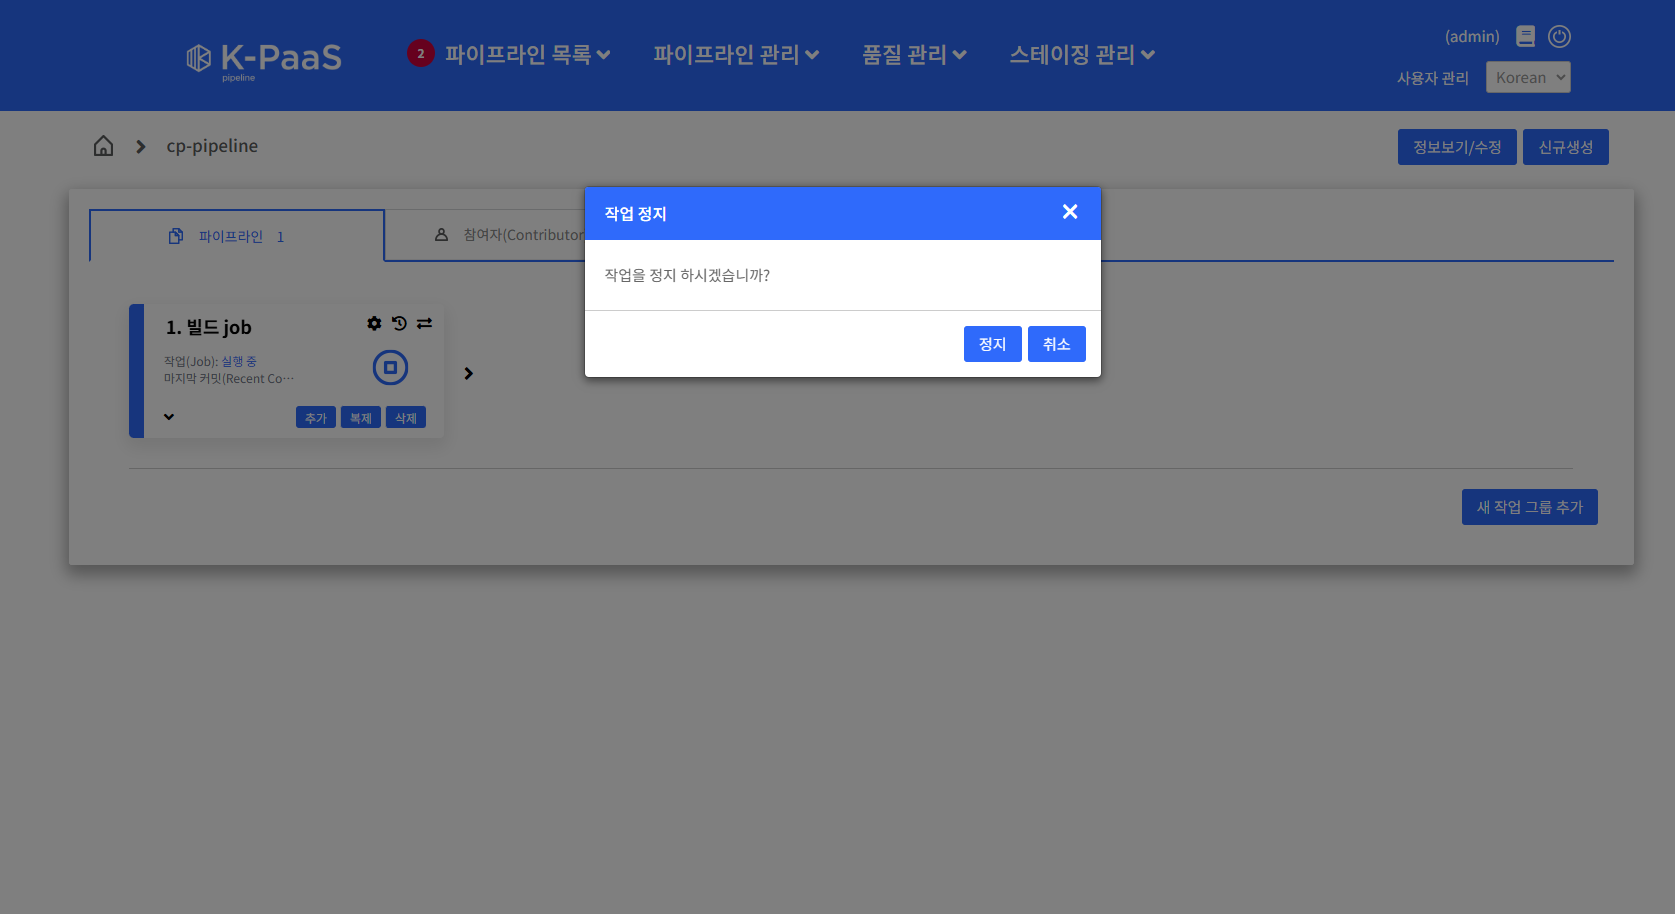 K-PaaS
pipeline
2 파이프라인 목록
파이프라인 관리
품질 관리
스테이징 관리
(admin)
사용자 관리
Korean
cp-pipeline
정보보기/수정
신규생성
파이프라인 1
참여자(Contributor
작업 정지
작업을 정지 하시겠습니까?
정지
취소
1. 빌드 job
작업(Job): 실행 중
마지막 커밋(Recent Co…
추가
복제
삭제
새 작업 그룹 추가